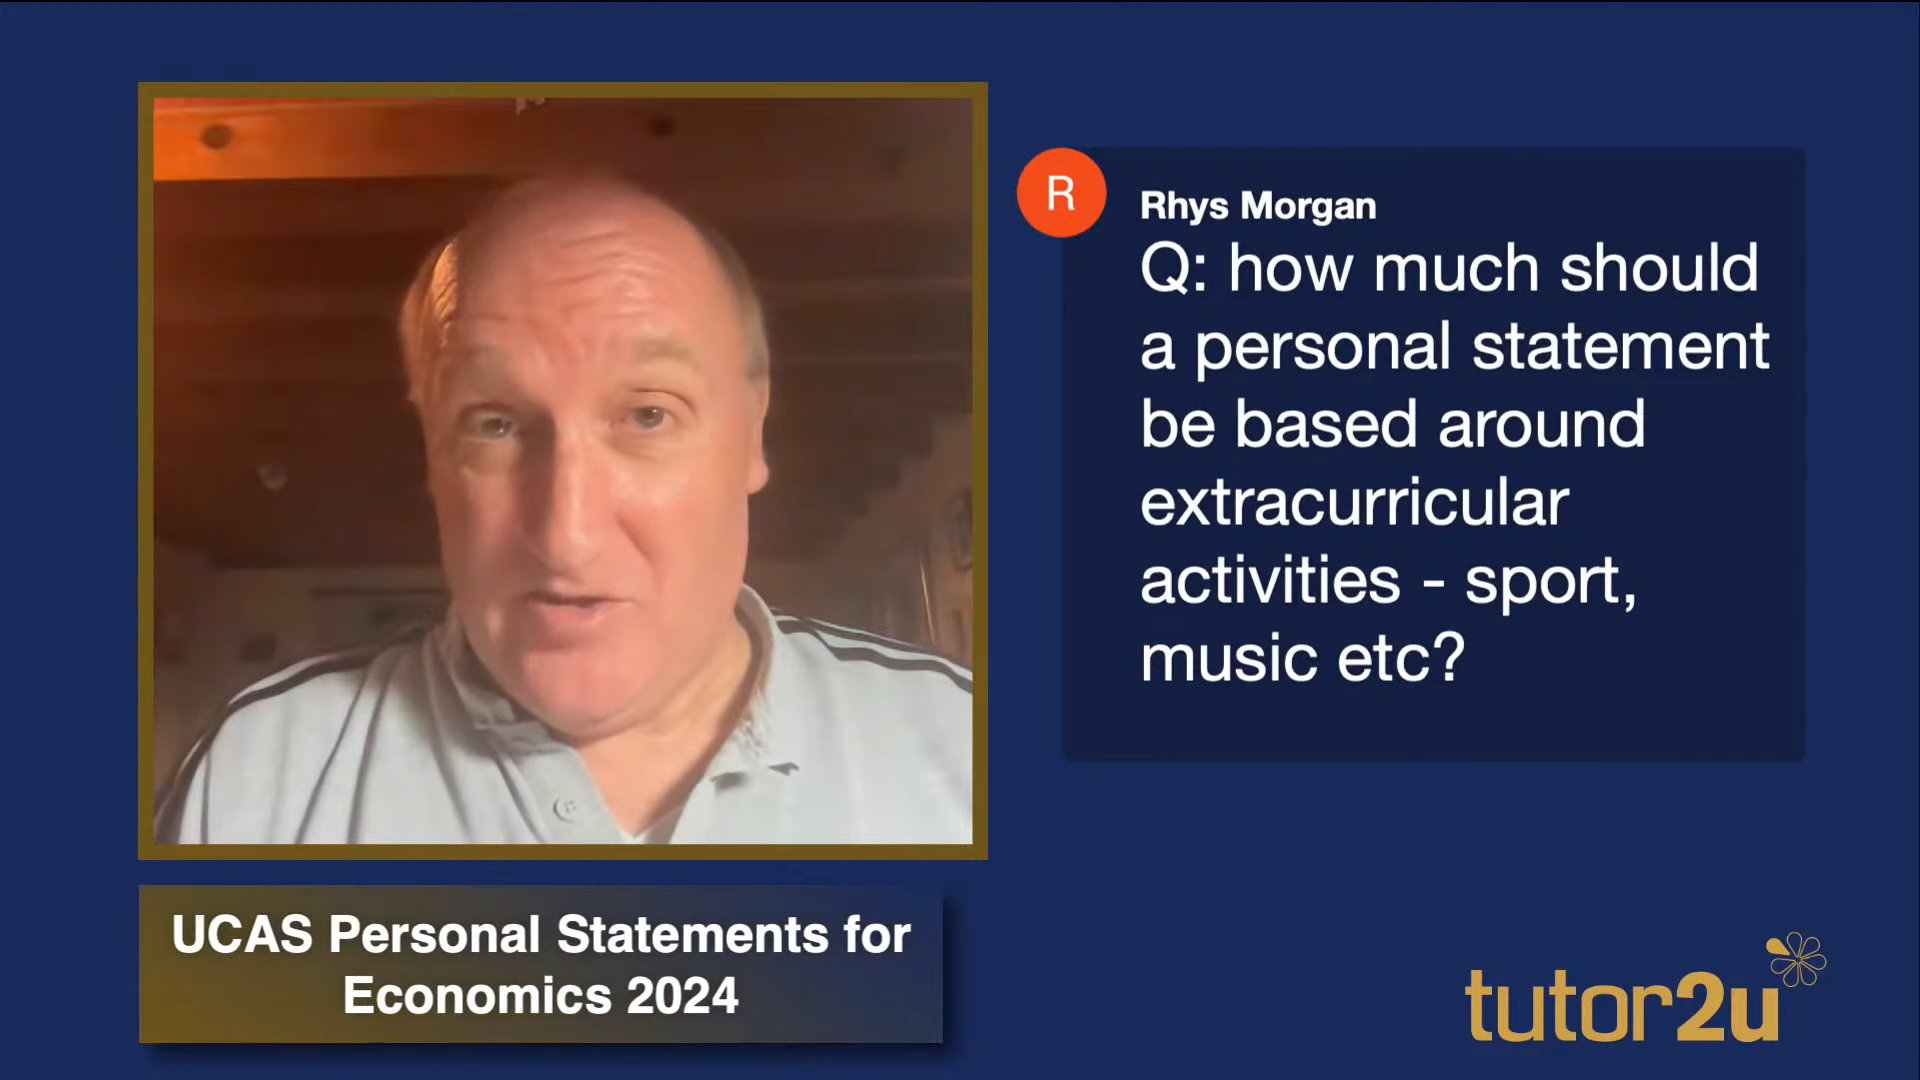 R
Rhys Morgan
Q: how much should
a personal statement
be based around
extracurricular
activities - sport,
music etc?
UCAS Personal Statements for
Economics 2024
tutor2u